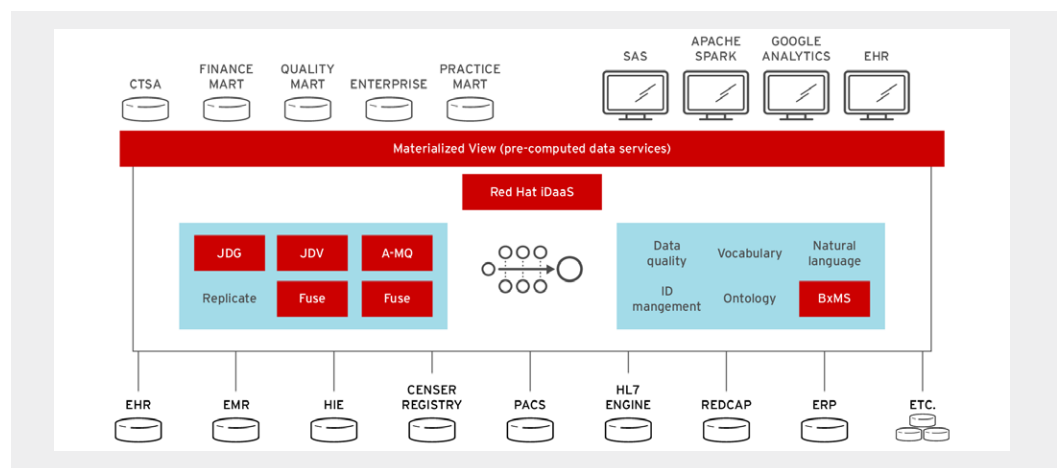 CTSA
FINANCE
MART
QUALITY
MART
ENTERPRISE
PRACTICE
MART
SAS
APACHE
SPARK
GOOGLE
ANALYTICS
EHR
Materialized View (pre-computed data services)
Red Hat iDaaS
JDG
JDV
A-MQ
Replicate
Fuse
Fuse
Data
quality
Vocabulary
Natural
language
ID
mangement
Ontology
BxMS
EHR
EMR
HIE
CENSER
REGISTRY
PACS
HL7
ENGINE
REDCAP
ERP
ETC.